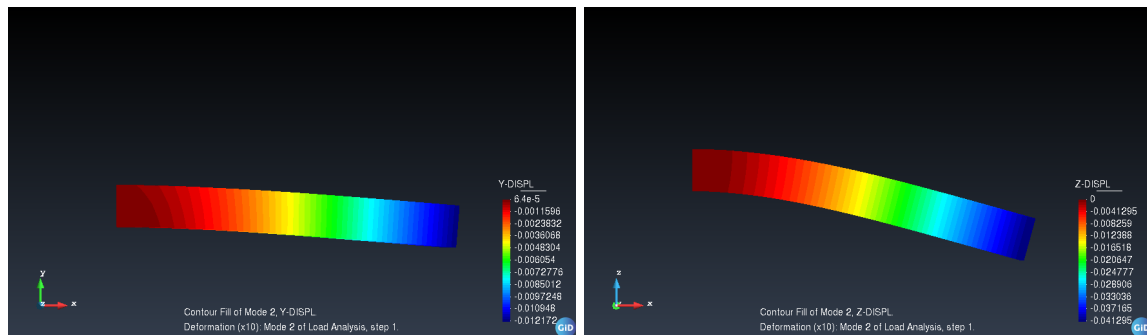 Y-DISPL
6.4e-5
-0.0011596
-0.0023832
-0.0036068
-0.0048304
-0.006054
-0.0072776
-0.0085012
-0.0097248
-0.010948
-0.012172
y
z
x
Contour Fill of Mode 2, Y-DISPL.
Deformation (x10): Mode 2 of Load Analysis, step 1.
GiD
Z-DISPL
0
-0.0041295
-0.008259
-0.012388
-0.016518
-0.020647
-0.024777
-0.028906
-0.033036
-0.037165
-0.041295
z
x
Contour Fill of Mode 2, Z-DISPL.
Deformation (x10): Mode 2 of Load Analysis, step 1.
GiD